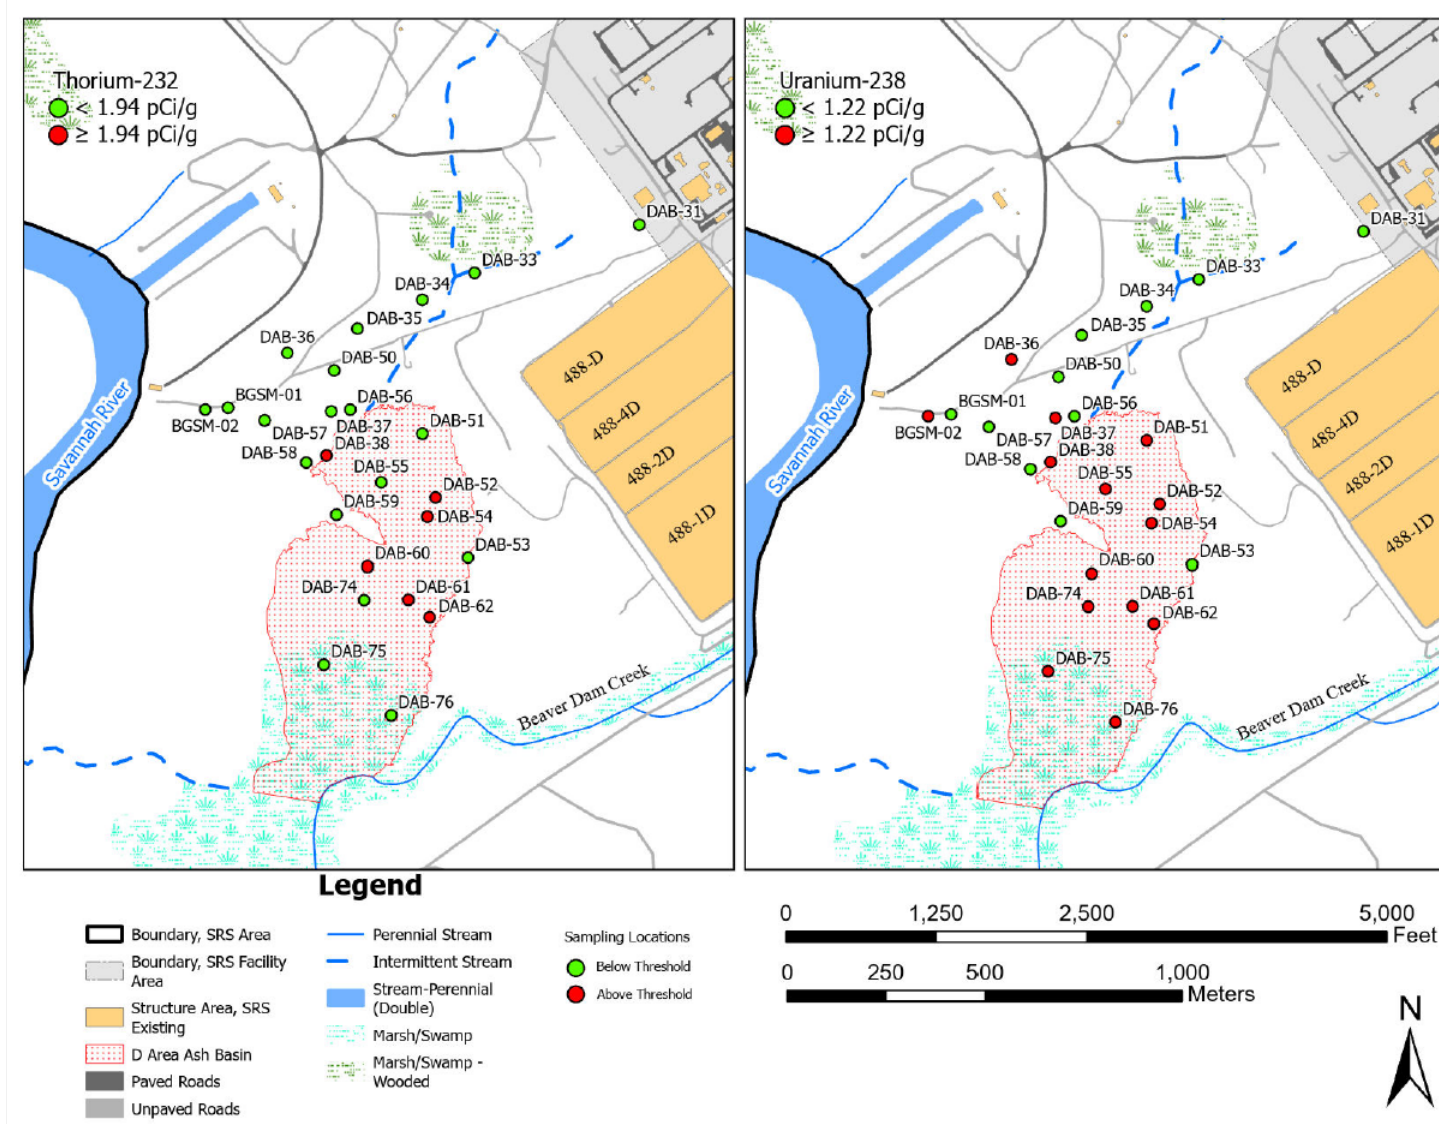 Thorium-232
< 1.94 pCi/g
≥ 1.94 pCi/g
DAB-31
DAB-33
DAB-34
DAB-35
DAB-36
DAB-50
488-D
BGSM-01
DAB-56
BGSM-02
DAB-57
DAB-37
DAB-51
488-4D
Savannah River
DAB-58
DAB-38
DAB-55
488-2D
DAB-59
DAB-52
DAB-54
488-1D
DAB-60
DAB-53
DAB-74
DAB-61
DAB-62
DAB-75
DAB-76
Beaver Dam Creek
Uranium-238
< 1.22 pCi/g
≥ 1.22 pCi/g
DAB-31
DAB-33
DAB-34
DAB-35
DAB-36
DAB-50
488-D
BGSM-01
DAB-56
BGSM-02
DAB-57
DAB-37
DAB-51
488-4D
Savannah River
DAB-58
DAB-38
DAB-55
488-2D
DAB-59
DAB-52
DAB-54
488-1D
DAB-60
DAB-53
DAB-74
DAB-61
DAB-62
DAB-75
DAB-76
Beaver Dam Creek
Legend
Boundary, SRS Area
Boundary, SRS Facility
Area
Structure Area, SRS
Existing
D Area Ash Basin
Paved Roads
Unpaved Roads
Perennial Stream
Intermittent Stream
Stream-Perennial
(Double)
Marsh/Swamp
Marsh/Swamp -
Wooded
Sampling Locations
Below Threshold
Above Threshold
0 1,250 2,500 5,000
Feet
0 250 500 1,000
Meters
N